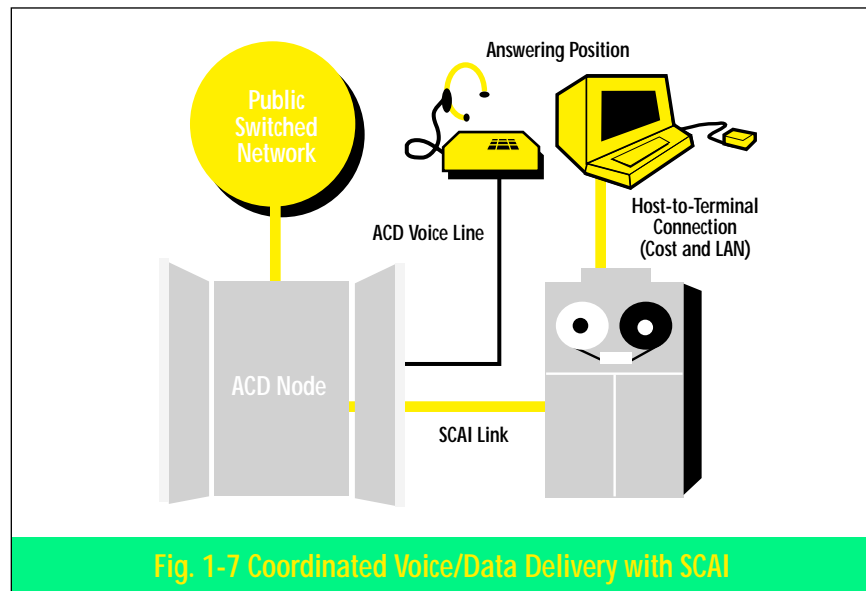 Answering Position
Public
Switched
Network
Host-to-Terminal
Connection
(Cost and LAN)
ACD Voice Line
ACD Node
SCAI Link
Fig. 1-7 Coordinated Voice/Data Delivery with SCAI